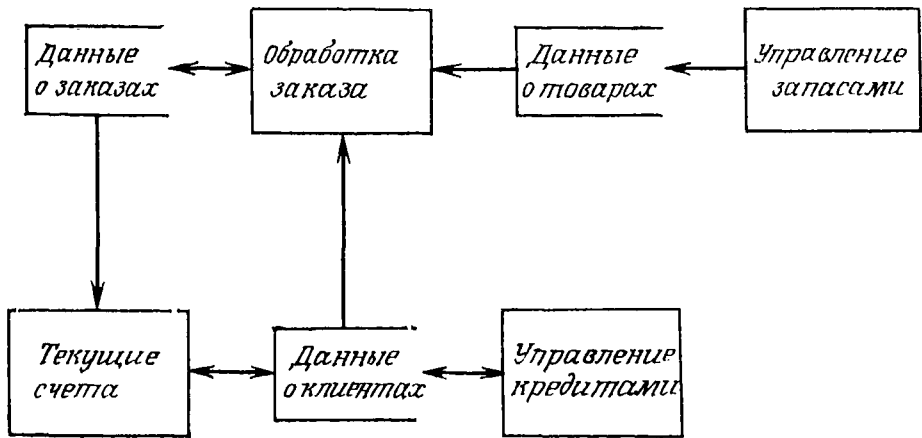 Данные
о заказах
Обработка
заказа
Данные
о товарах
Управление
запасами
Текущие
счета
Данные
о клиентах
Управление
кредитами